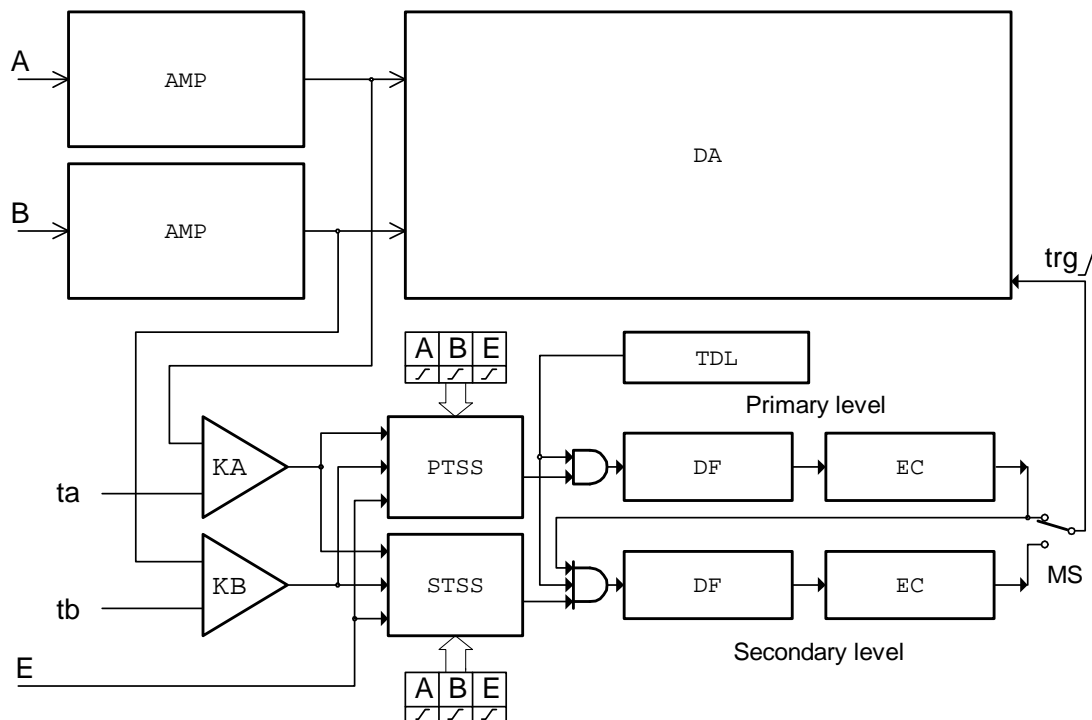 A
AMP
DA
B
AMP
trg
A B E
TDL
Primary level
KA
PTSS
DF
EC
ta
KB
STSS
DF
EC
MS
tb
Secondary level
E
A B E